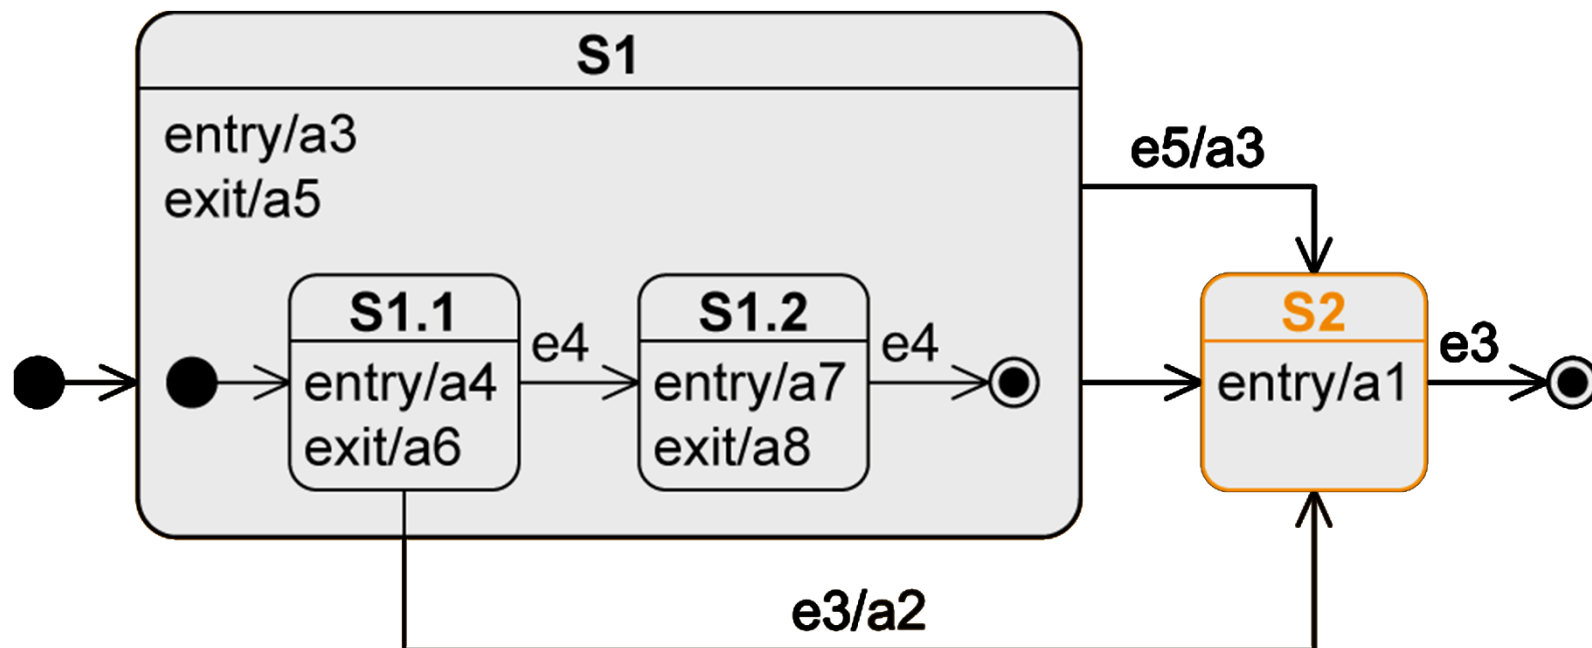 S1
entry/a3
exit/a5
e5/a3
S1.1
entry/a4
exit/a6
e4
S1.2
entry/a7
exit/a8
e4
S2
entry/a1
e3
e3/a2